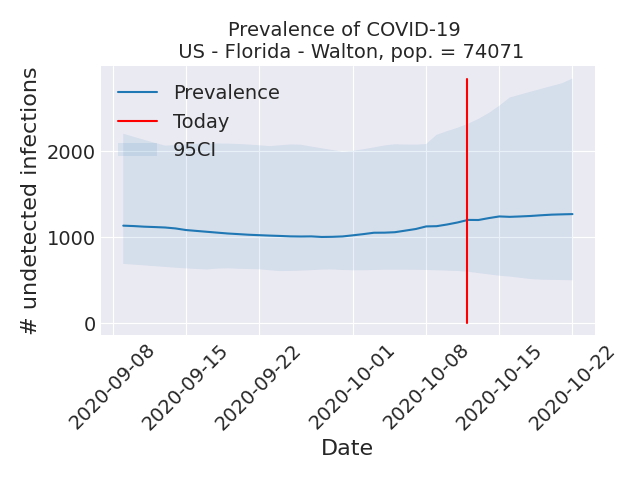 Prevalence of COVID-19
US - Florida - Walton, pop. = 74071
# undetected infections
Prevalence
Today
95CI
2000
1000
0
2020-09-08
2020-09-15
2020-09-22
2020-10-01
2020-10-08
2020-10-15
2020-10-22
Date